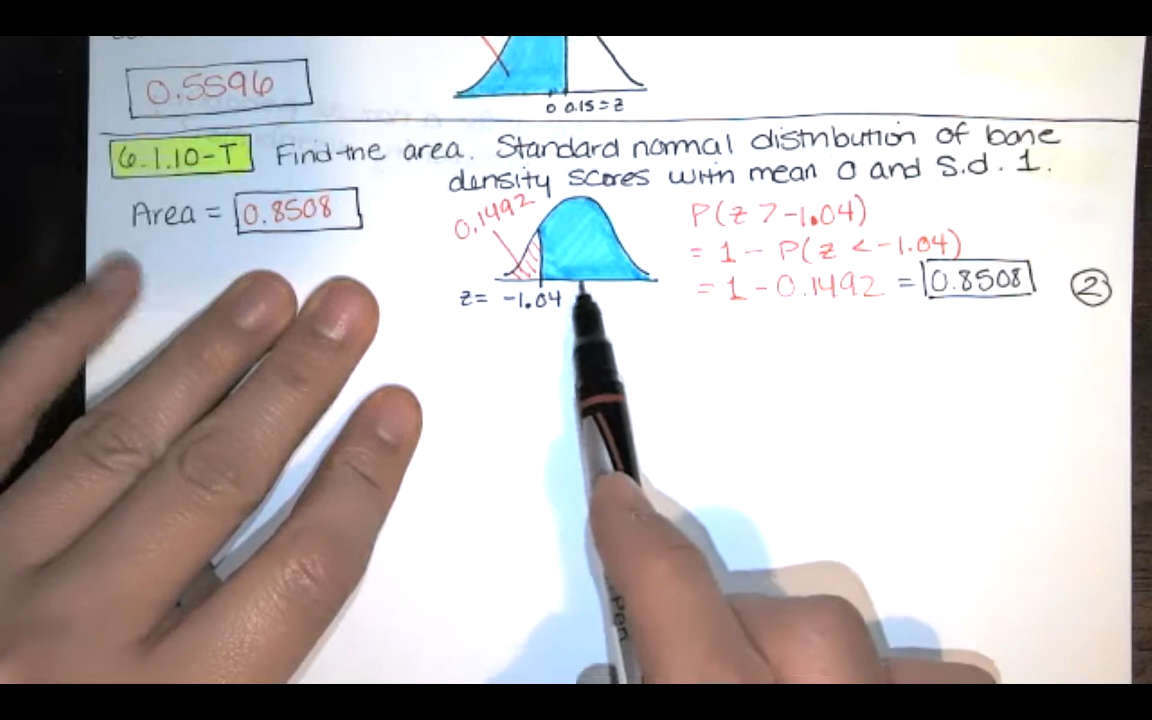 0.5596
0 0.15 = z
6.1.10-T Find the area. Standard normal distribution of bone
density scores with mean 0 and s.d. 1.
Area = 0.8508
0.1492
z = -1.04
P(z > -1.04)
= 1 - P(z < -1.04)
= 1 - 0.1492 = 0.8508
2
Pen